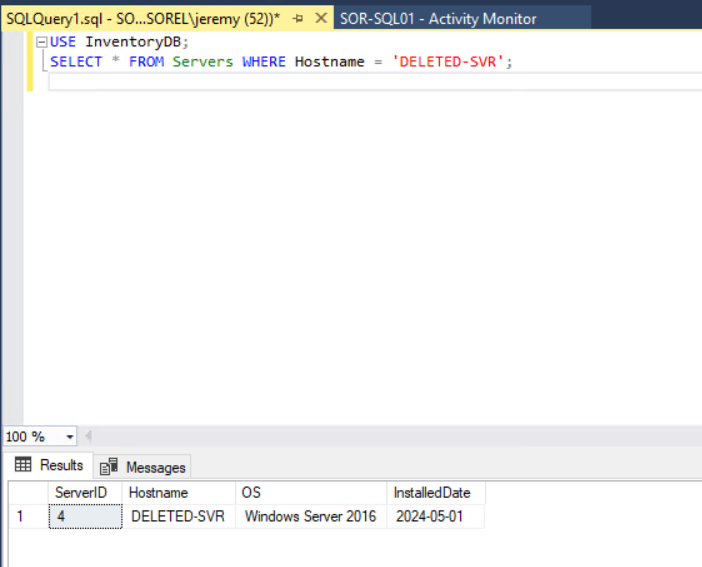 SQLQuery1.sql - SO...SOREL\jeremy (52))* SOR-SQL01 - Activity Monitor
USE InventoryDB;
SELECT * FROM Servers WHERE Hostname = 'DELETED-SVR';
100 %
Results Messages
ServerID Hostname OS InstalledDate
1 4 DELETED-SVR Windows Server 2016 2024-05-01